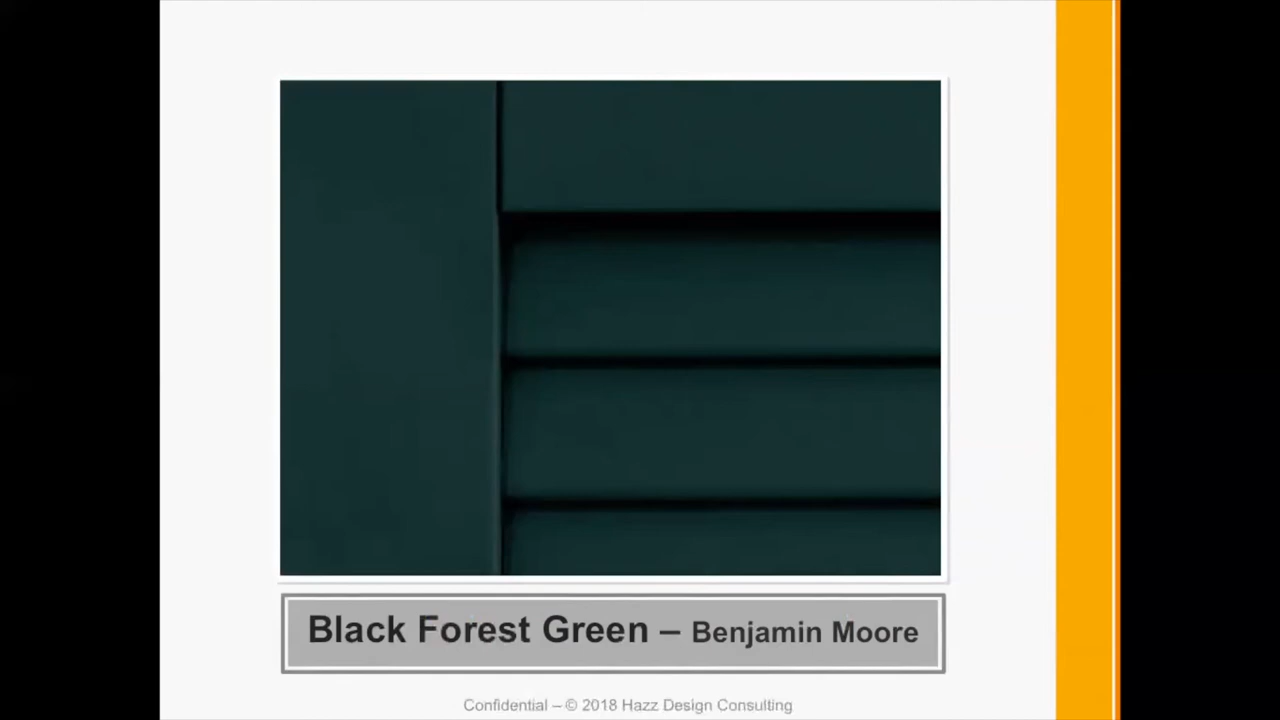 Black Forest Green – Benjamin Moore
Confidential – © 2018 Hazz Design Consulting